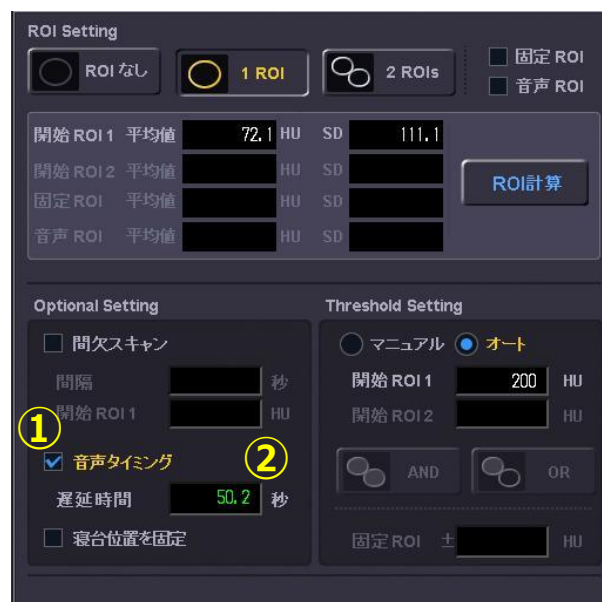 ROI Setting
ROI なし
1 ROI
2 ROIs
固定 ROI
音声 ROI
開始 ROI 1 平均値 72.1 HU SD 111.1
開始 ROI 2 平均値 HU SD
固定 ROI 平均値 HU SD
音声 ROI 平均値 HU SD
ROI計算
Optional Setting
間欠スキャン
間隔 秒
開始 ROI 1 HU
①
音声タイミング
②
遅延時間 50.2 秒
寝台位置を固定
Threshold Setting
マニュアル オート
開始 ROI 1 200 HU
開始 ROI 2 HU
AND OR
固定 ROI ± HU